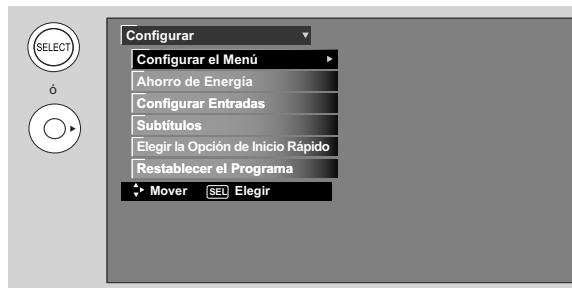 SELECT
ó
Configurar
Configurar el Menú
Ahorro de Energía
Configurar Entradas
Subtítulos
Elegir la Opción de Inicio Rápido
Restablecer el Programa
Mover SEL Elegir